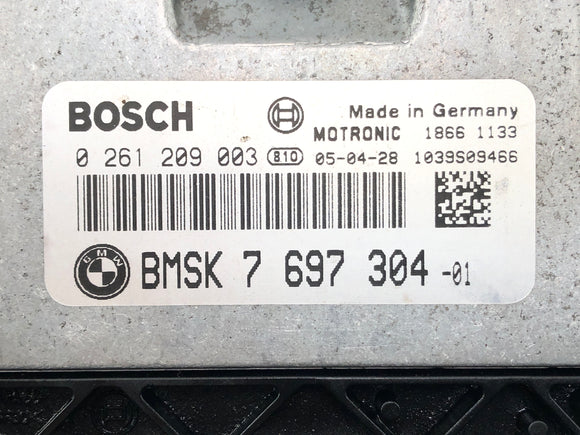 BOSCH
Made in Germany
MOTRONIC 1866 1133
0 261 209 003 810 05-04-28 1039S09466
BMW
BMSK 7 697 304 -01